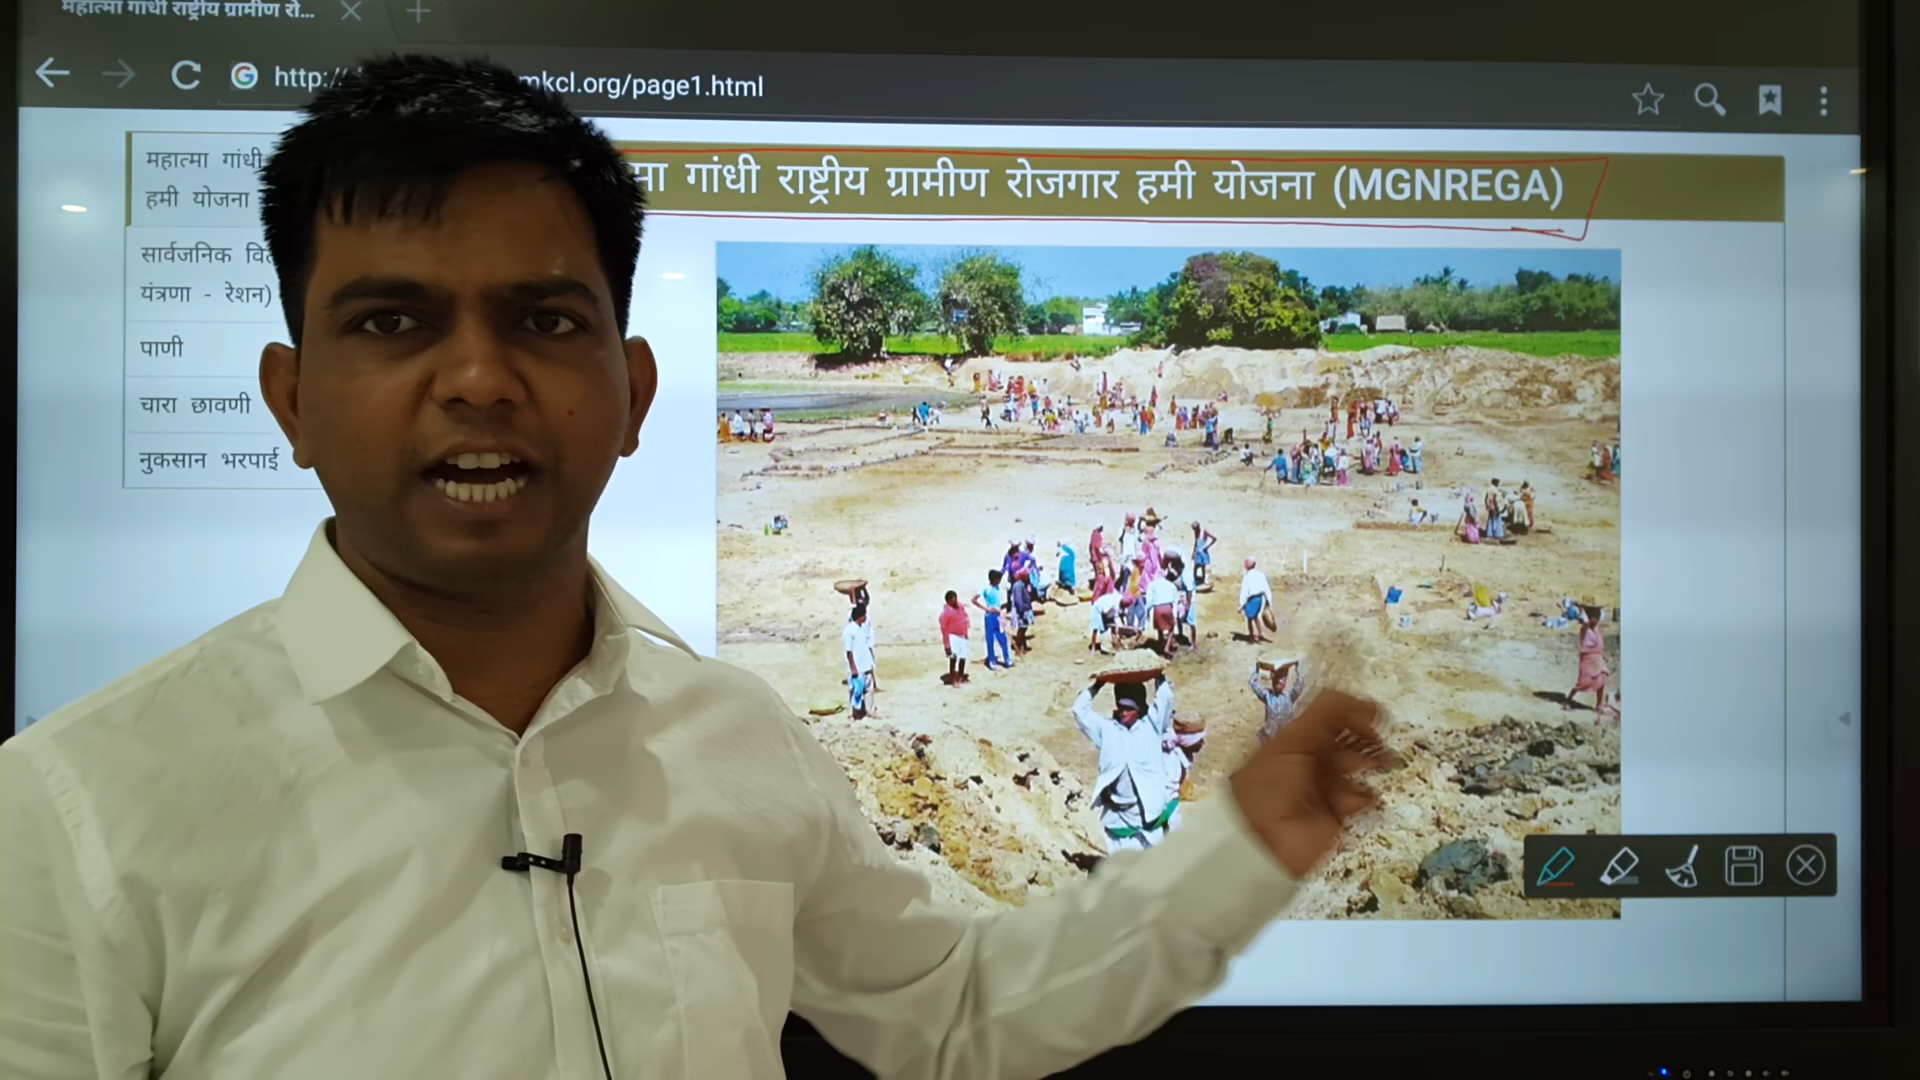 महात्मा गांधी राष्ट्रीय ग्रामीण रो...
http:// mkcl.org/page1.html
महात्मा गांधी
हमी योजना
सार्वजनिक
यंत्रणा - रेशन)
पाणी
चारा छावणी
नुकसान भरपाई
गांधी राष्ट्रीय ग्रामीण रोजगार हमी योजना (MGNREGA)